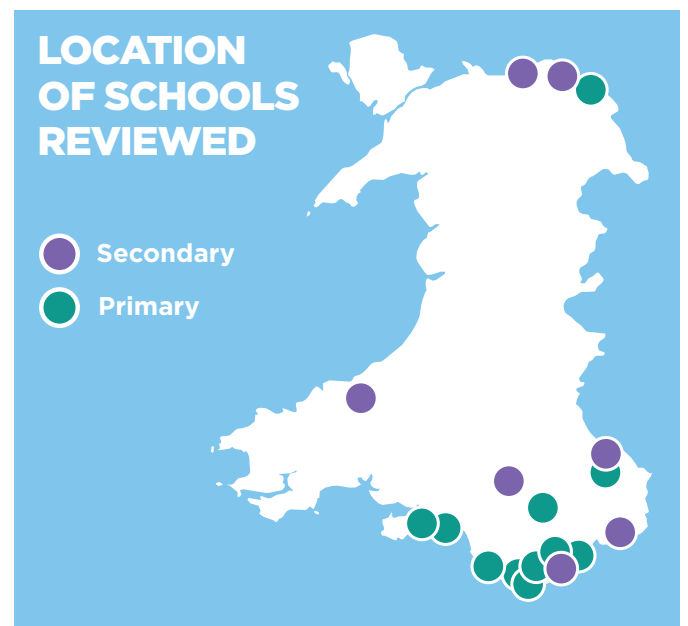 LOCATION
OF SCHOOLS
REVIEWED
Secondary
Primary